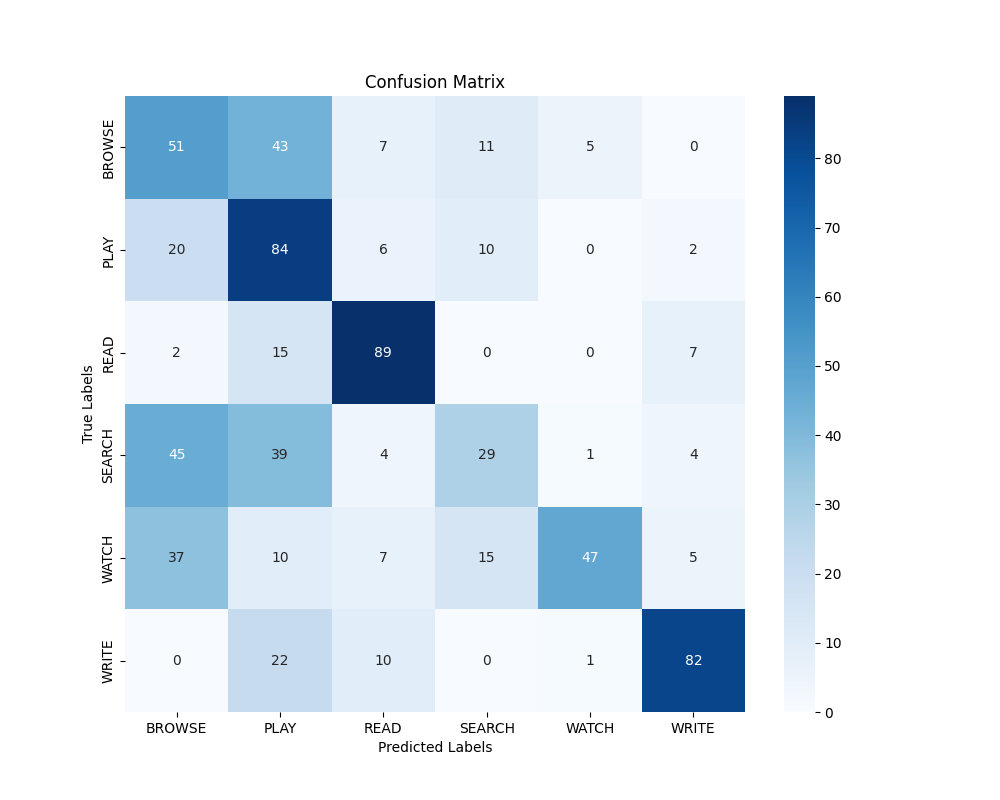 Confusion Matrix
BROWSE 51 43 7 11 5 0
PLAY 20 84 6 10 0 2
READ 2 15 89 0 0 7
SEARCH 45 39 4 29 1 4
WATCH 37 10 7 15 47 5
WRITE 0 22 10 0 1 82
BROWSE PLAY READ SEARCH WATCH WRITE
Predicted Labels
True Labels
80
70
60
50
40
30
20
10
0